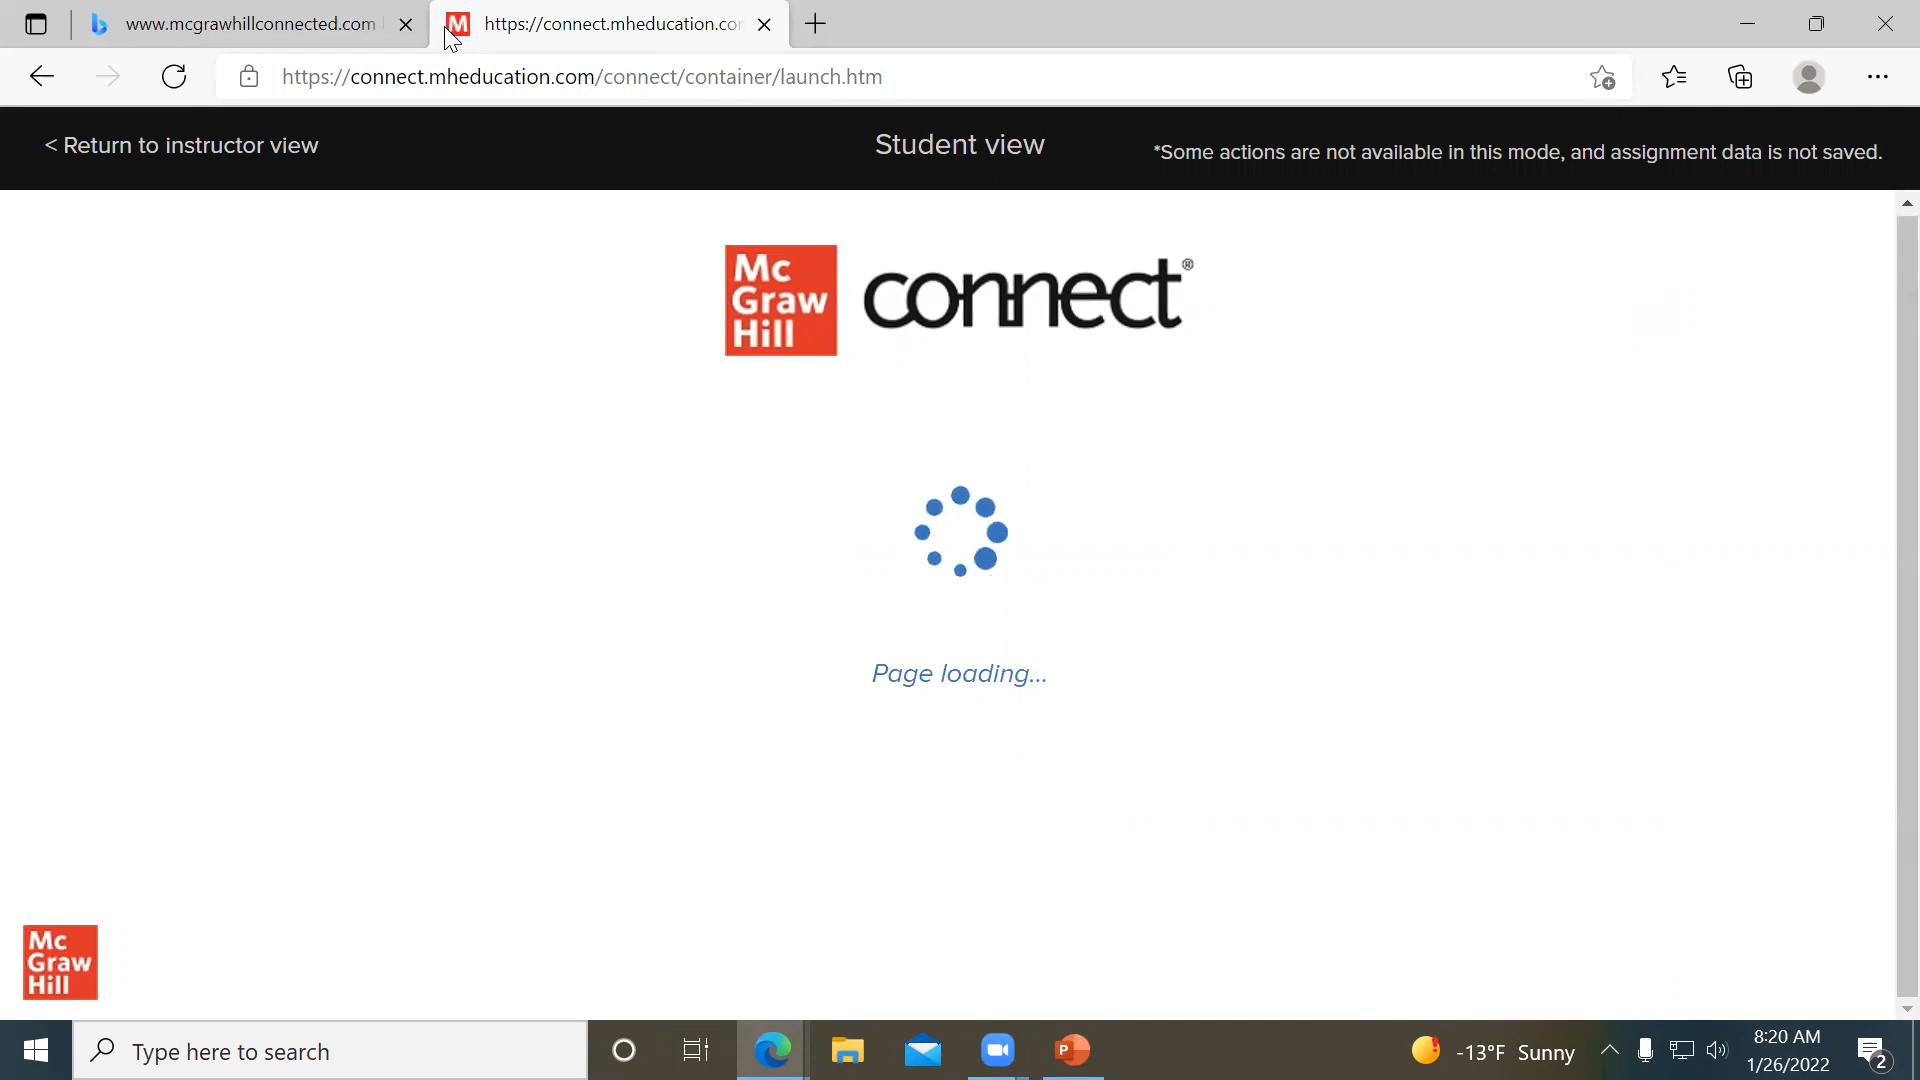 www.mcgrawhillconnected.com
https://connect.mheducation.co
https://connect.mheducation.com/connect/container/launch.htm
< Return to instructor view
Student view
*Some actions are not available in this mode, and assignment data is not saved.
Mc
Graw
Hill
connect®
Page loading...
Mc
Graw
Hill
Type here to search
-13°F Sunny
8:20 AM
1/26/2022
2